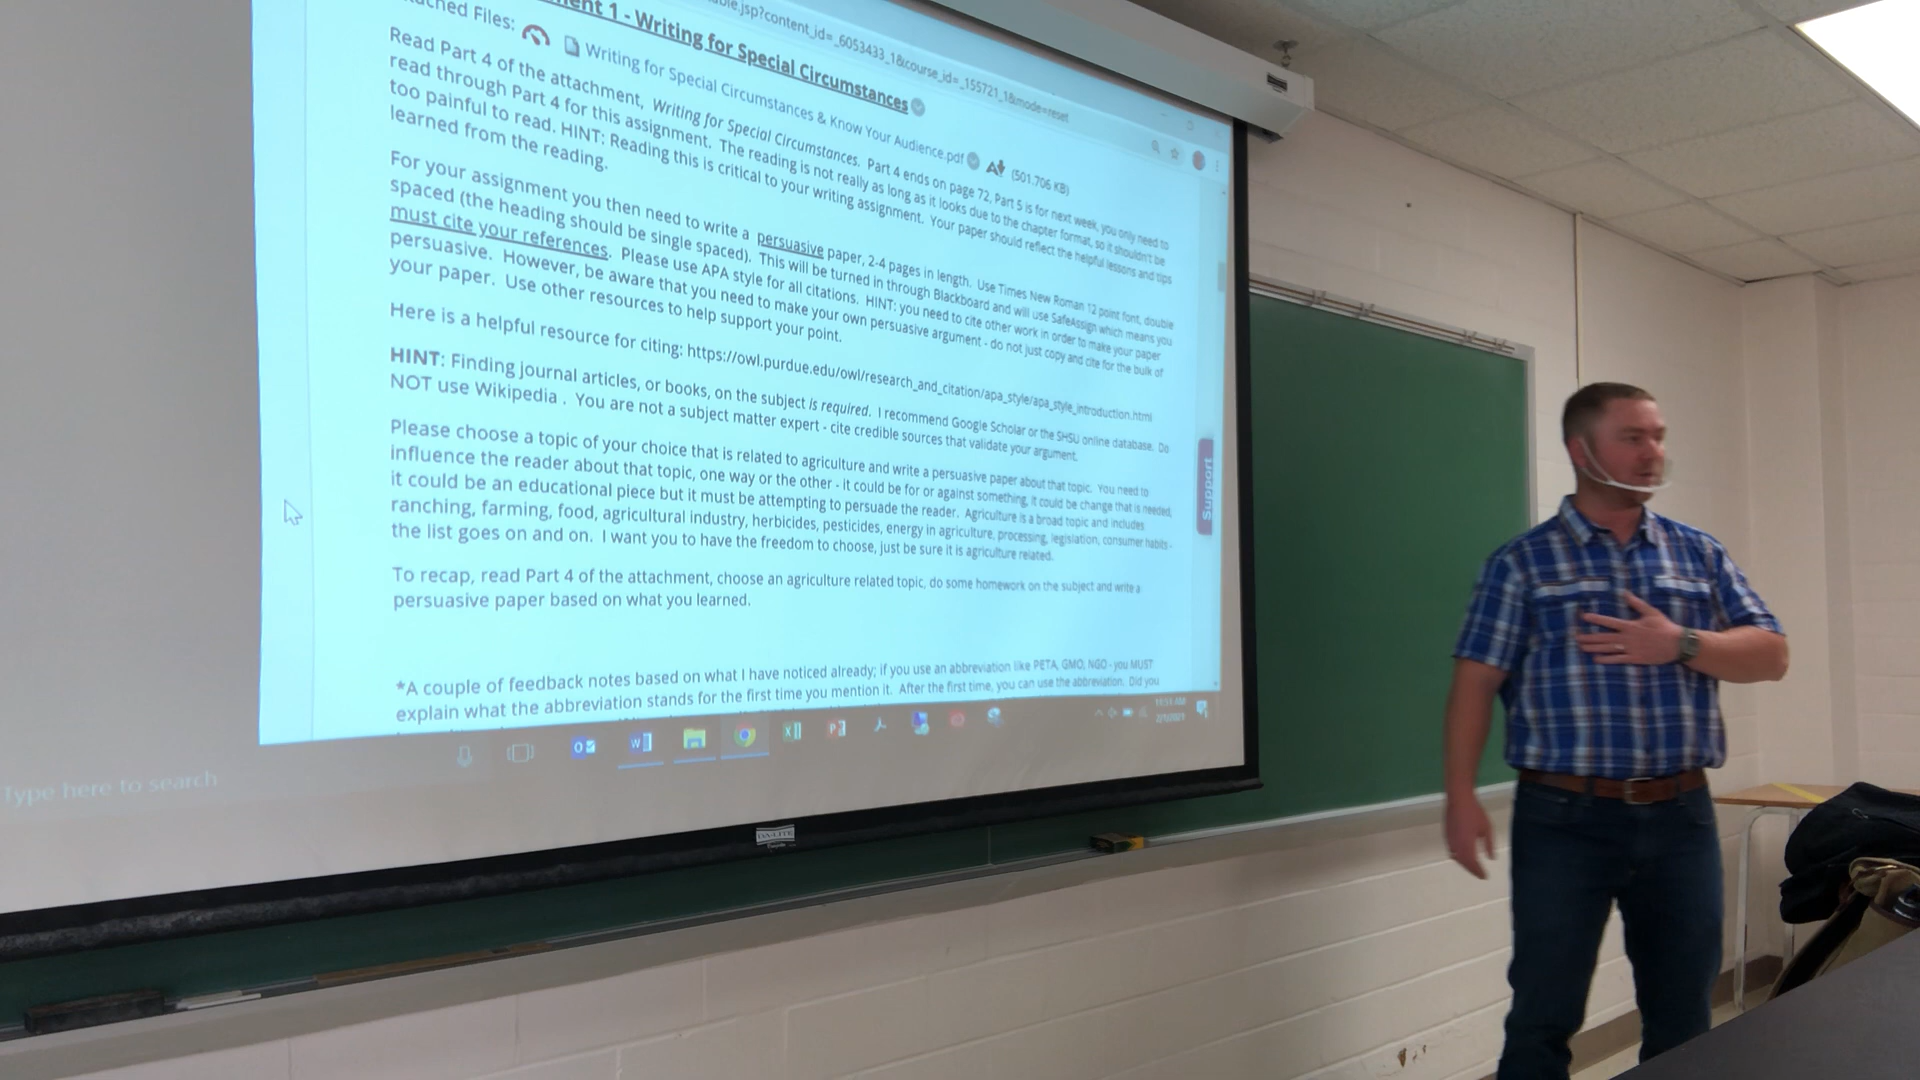 able.jsp?content_id=_6053433_1&course_id=_155721_1&mode=reset
ent 1 - Writing for Special Circumstances
ached Files:
Writing for Special Circumstances & Know Your Audience.pdf (501.706 KB)
Read Part 4 of the attachment, Writing for Special Circumstances. Part 4 ends on page 72, Part 5 is for next week, you only need to
read through Part 4 for this assignment. The reading is not really as long as it looks due to the chapter format, so it shouldn't be
too painful to read. HINT: Reading this is critical to your writing assignment. Your paper should reflect the helpful lessons and tips
learned from the reading.
For your assignment you then need to write a persuasive paper, 2-4 pages in length. Use Times New Roman 12 point font, double
spaced (the heading should be single spaced). This will be turned in through Blackboard and will use SafeAssign which means you
must cite your references. Please use APA style for all citations. HINT: you need to cite other work in order to make your paper
persuasive. However, be aware that you need to make your own persuasive argument - do not just copy and cite for the bulk of
your paper. Use other resources to help support your point.
Here is a helpful resource for citing: https://owl.purdue.edu/owl/research_and_citation/apa_style/apa_style_introduction.html
HINT: Finding journal articles, or books, on the subject is required. I recommend Google Scholar or the SHSU online database. Do
NOT use Wikipedia . You are not a subject matter expert - cite credible sources that validate your argument.
Please choose a topic of your choice that is related to agriculture and write a persuasive paper about that topic. You need to
influence the reader about that topic, one way or the other - it could be for or against something, it could be change that is needed,
it could be an educational piece but it must be attempting to persuade the reader. Agriculture is a broad topic and includes
ranching, farming, food, agricultural industry, herbicides, pesticides, energy in agriculture, processing, legislation, consumer habits -
the list goes on and on. I want you to have the freedom to choose, just be sure it is agriculture related.
To recap, read Part 4 of the attachment, choose an agriculture related topic, do some homework on the subject and write a
persuasive paper based on what you learned.
*A couple of feedback notes based on what I have noticed already; if you use an abbreviation like PETA, GMO, NGO - you MUST
explain what the abbreviation stands for the first time you mention it. After the first time, you can use the abbreviation. Did you
Support
Type here to search
DA-LITE